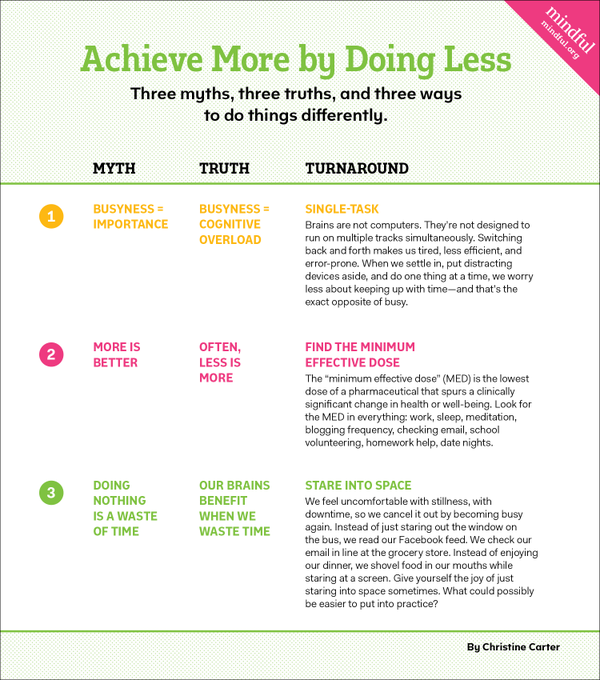 mindful
mindful.org
Achieve More by Doing Less
Three myths, three truths, and three ways
to do things differently.
MYTH
TRUTH
TURNAROUND
1
BUSYNESS =
IMPORTANCE
BUSYNESS =
COGNITIVE
OVERLOAD
SINGLE-TASK
Brains are not computers. They're not designed to
run on multiple tracks simultaneously. Switching
back and forth makes us tired, less efficient, and
error-prone. When we settle in, put distracting
devices aside, and do one thing at a time, we worry
less about keeping up with time—and that's the
exact opposite of busy.
2
MORE IS
BETTER
OFTEN,
LESS IS
MORE
FIND THE MINIMUM
EFFECTIVE DOSE
The “minimum effective dose” (MED) is the lowest
dose of a pharmaceutical that spurs a clinically
significant change in health or well-being. Look for
the MED in everything: work, sleep, meditation,
blogging frequency, checking email, school
volunteering, homework help, date nights.
3
DOING
NOTHING
IS A WASTE
OF TIME
OUR BRAINS
BENEFIT
WHEN WE
WASTE TIME
STARE INTO SPACE
We feel uncomfortable with stillness, with
downtime, so we cancel it out by becoming busy
again. Instead of just staring out the window on
the bus, we read our Facebook feed. We check our
email in line at the grocery store. Instead of enjoying
our dinner, we shovel food in our mouths while
staring at a screen. Give yourself the joy of just
staring into space sometimes. What could possibly
be easier to put into practice?
By Christine Carter